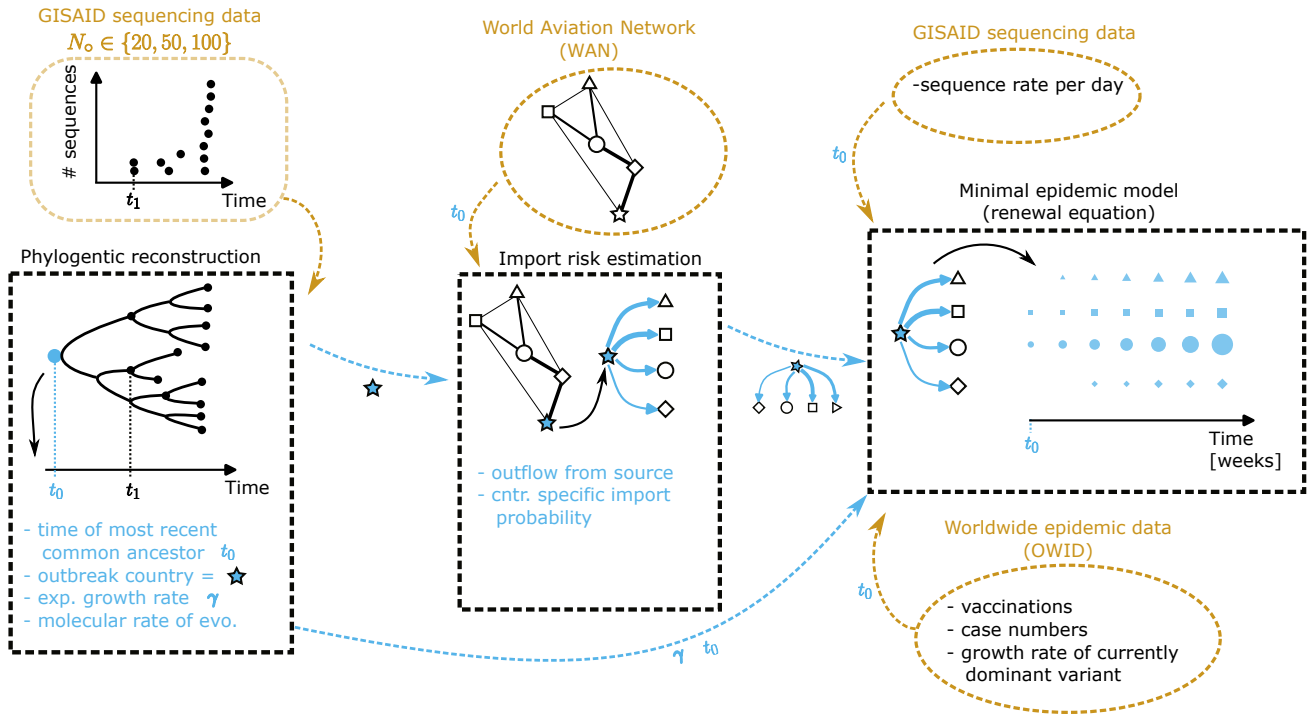 GISAID sequencing data
N₀ ∈ {20, 50, 100}
# sequences
t₁
Time
Phylogentic reconstruction
t₀
t₁
Time
- time of most recent
common ancestor t₀
- outbreak country =
- exp. growth rate γ
- molecular rate of evo.
World Aviation Network
(WAN)
t₀
Import risk estimation
- outflow from source
- cntr. specific import
probability
γ t₀
GISAID sequencing data
-sequence rate per day
t₀
Minimal epidemic model
(renewal equation)
t₀
Time
[weeks]
Worldwide epidemic data
(OWID)
t₀
- vaccinations
- case numbers
- growth rate of currently
dominant variant